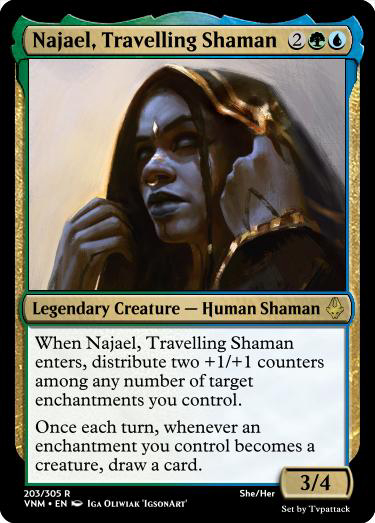 Najael, Travelling Shaman 2
Legendary Creature — Human Shaman
When Najael, Travelling Shaman
enters, distribute two +1/+1 counters
among any number of target
enchantments you control.
Once each turn, whenever an
enchantment you control becomes a
creature, draw a card.
3/4
203/305 R
She/Her
VNM • EN Iga Oliwiak 'IgsonArt'
Set by Tvpattack